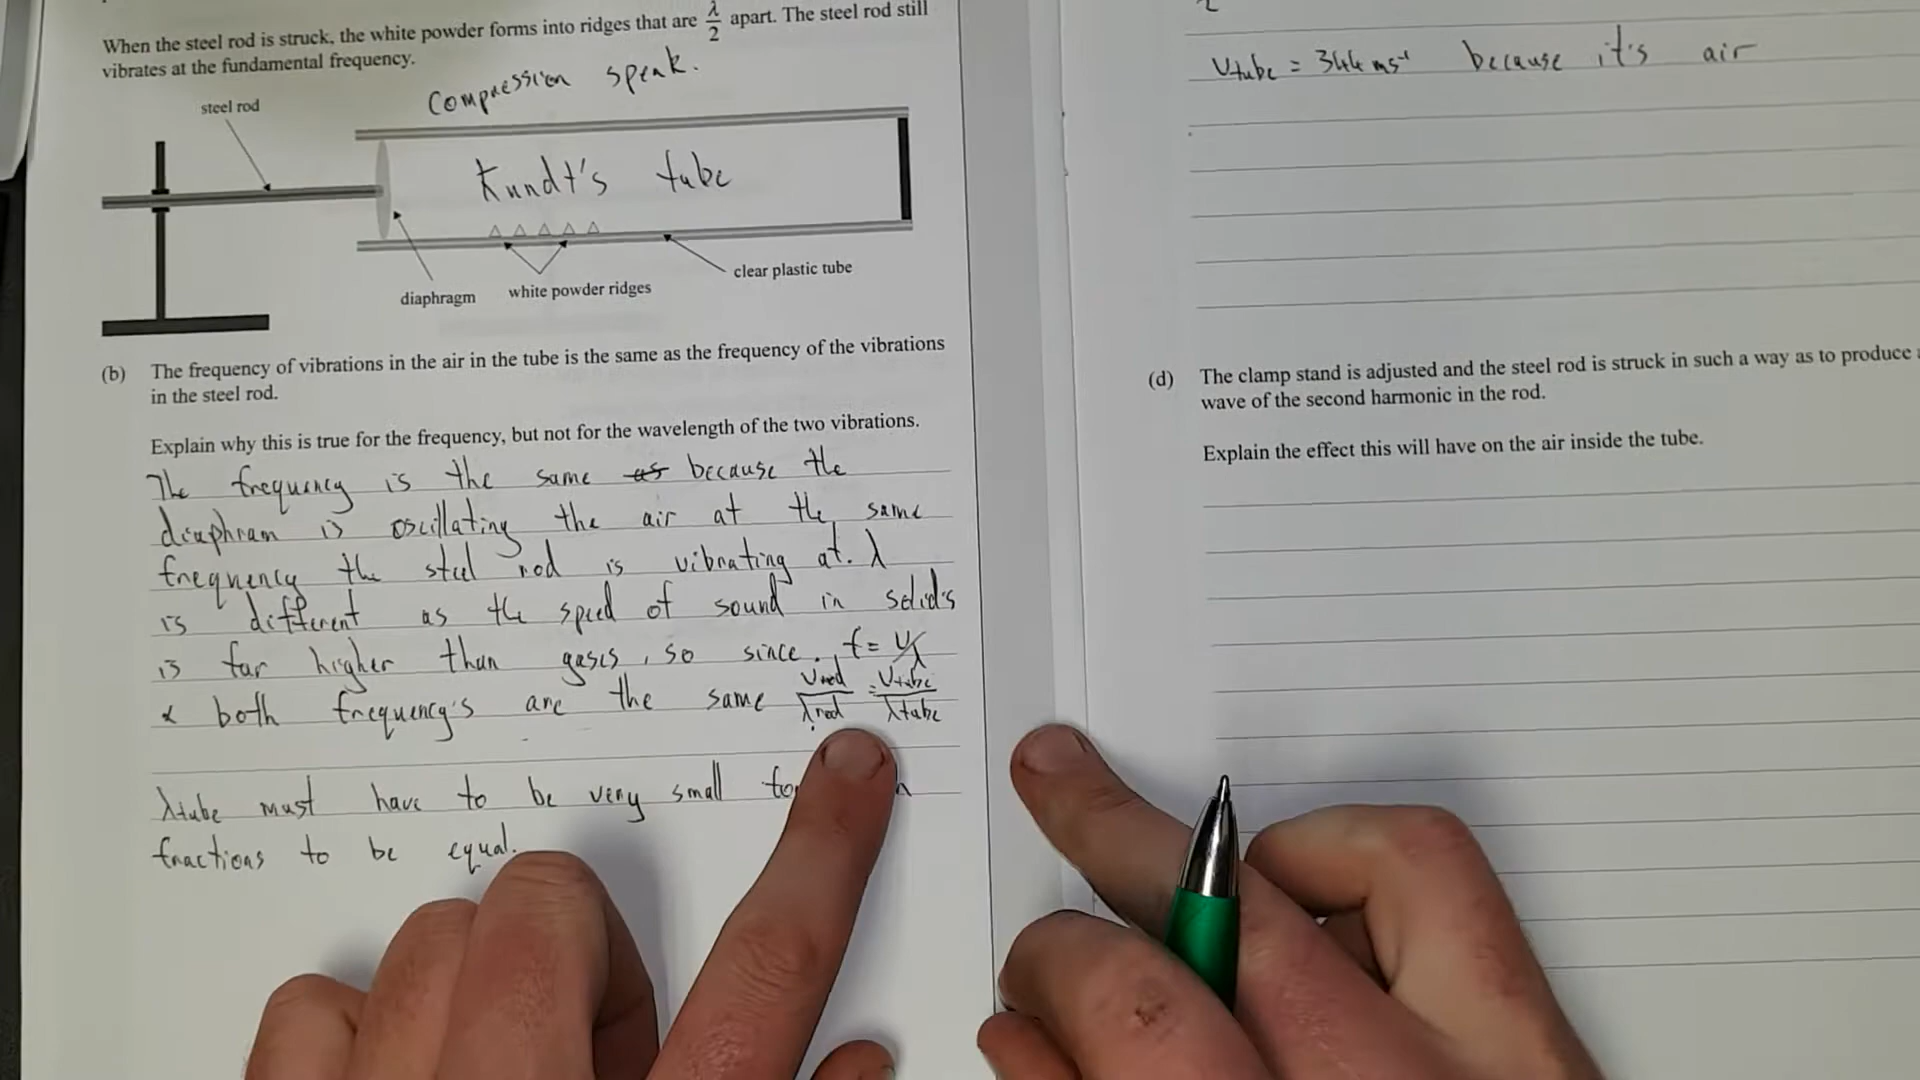 When the steel rod is struck, the white powder forms into ridges that are λ/2 apart. The steel rod still
vibrates at the fundamental frequency.
Compression speak.
steel rod
Kundt's tube
diaphragm
white powder ridges
clear plastic tube
(b) The frequency of vibrations in the air in the tube is the same as the frequency of the vibrations
in the steel rod.
Explain why this is true for the frequency, but not for the wavelength of the two vibrations.
The frequency is the same as because the
diaphram is oscillating the air at the same
frequency the steel rod is vibrating at. λ
is different as the speed of sound in solid's
is far higher than gases, so since. f = v/λ
& both frequency's are the same Vrod/λrod = Vtube/λtube
λtube must have to be very small
fractions to be equal.
Vtube = 344 ms⁻¹ because it's air
(d) The clamp stand is adjusted and the steel rod is struck in such a way as to produce
wave of the second harmonic in the rod.
Explain the effect this will have on the air inside the tube.